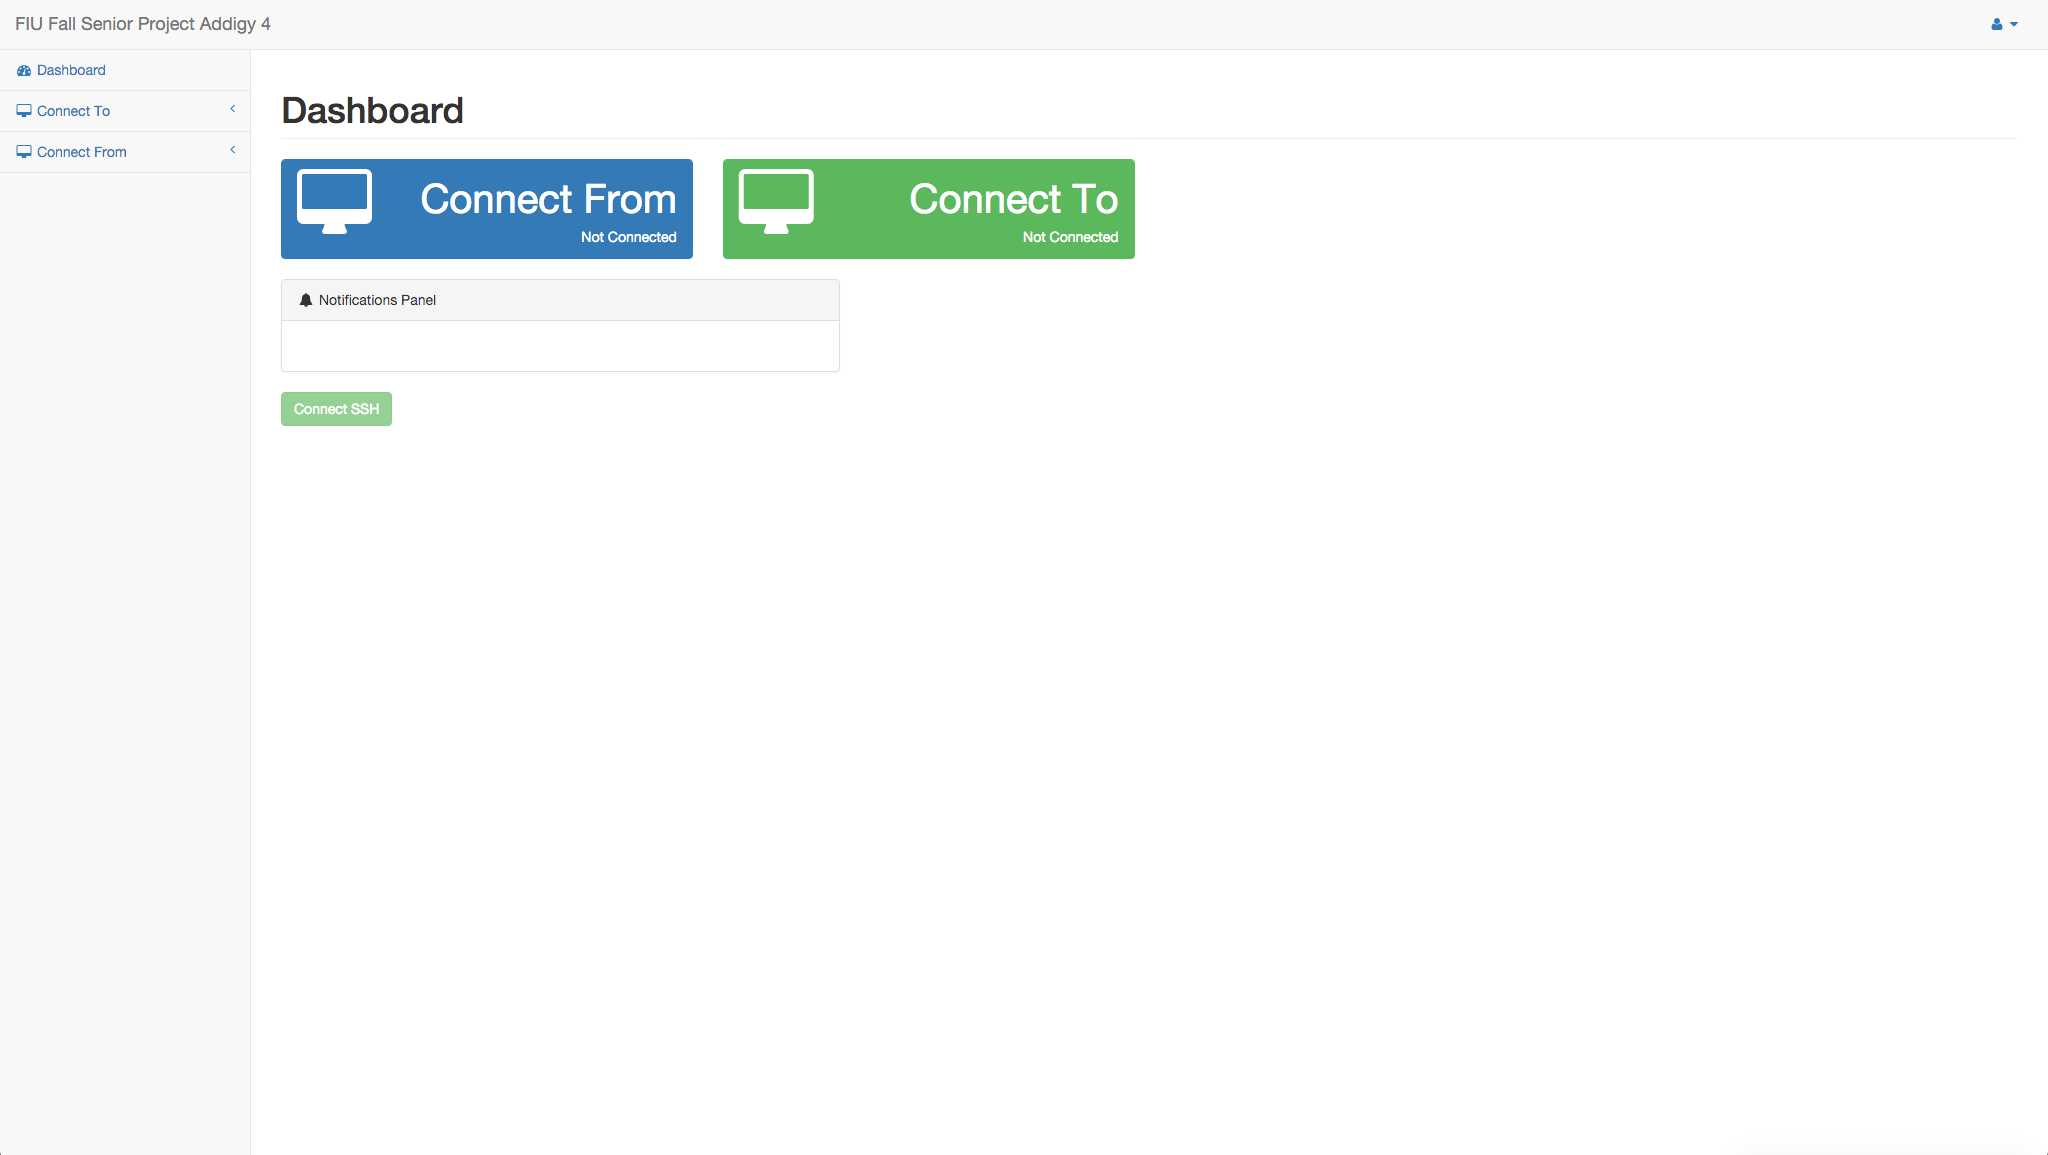 FIU Fall Senior Project Addigy 4
Dashboard
Connect To
Connect From
Dashboard
Connect From
Not Connected
Connect To
Not Connected
Notifications Panel
Connect SSH